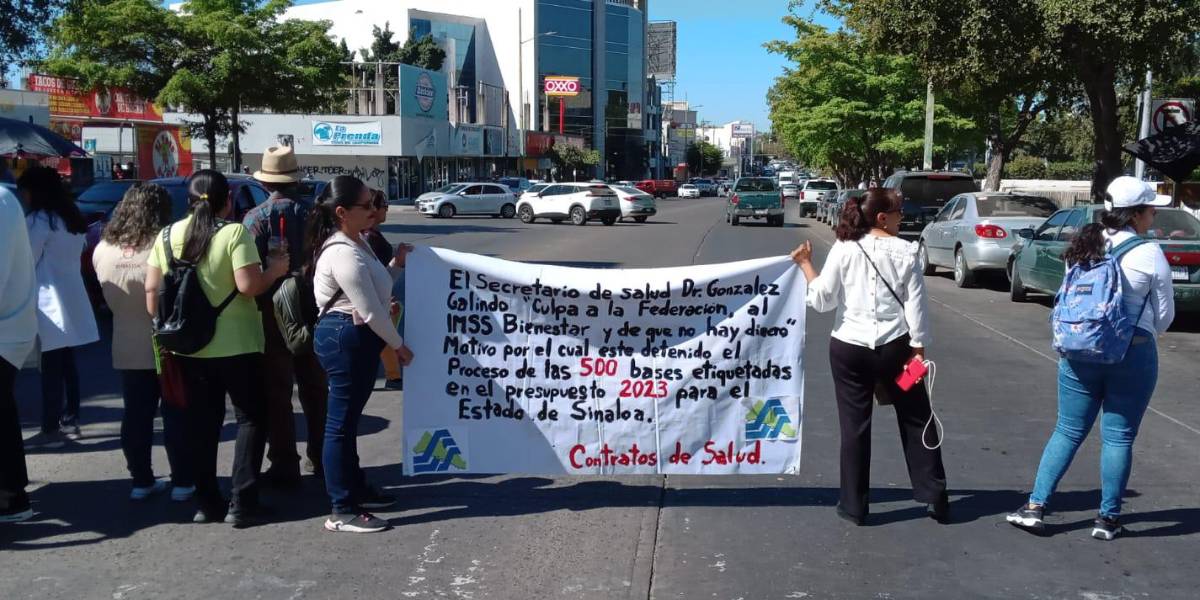 TACOS D
OXXO
Prenda
El Secretario de salud Dr. Gonzalez
Galindo "Culpa a la Federacion, al
IMSS Bienestar y de que no hay dinero"
Motivo por el cual este detenido el
Proceso de las 500 bases etiquetadas
en el presupuesto 2023 para el
Estado de Sinaloa.
Contratos de Salud.